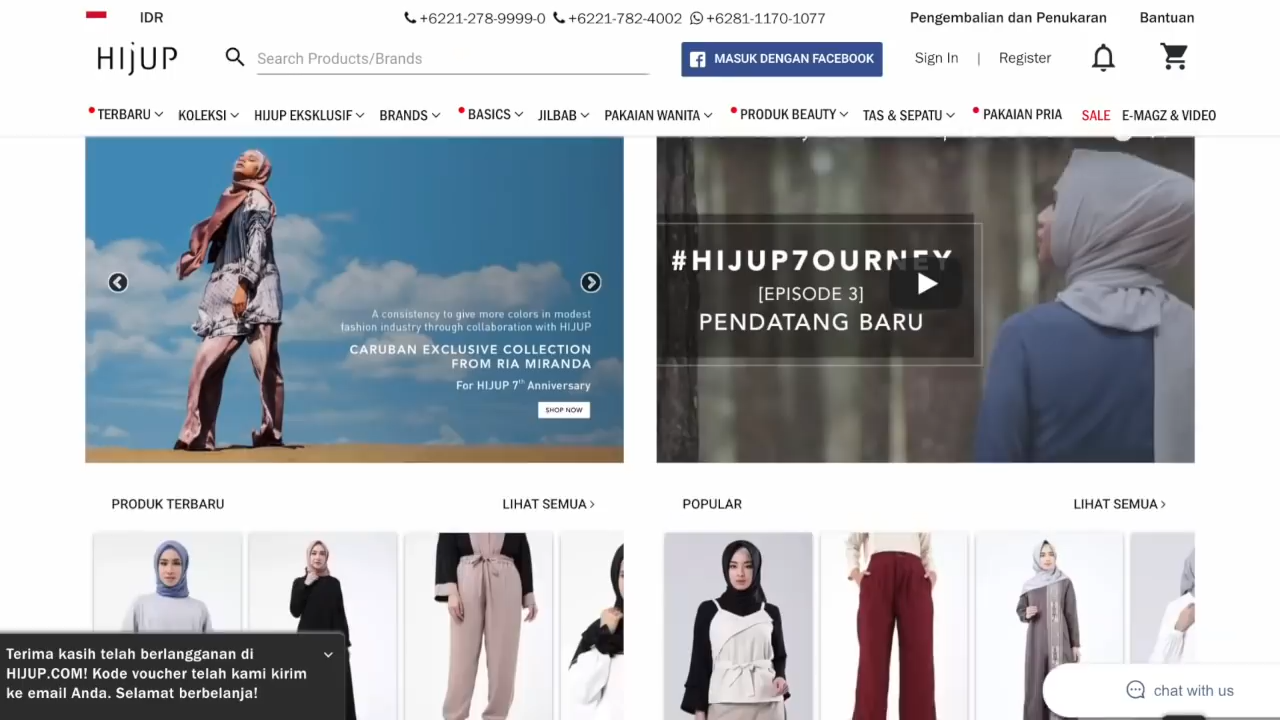 IDR
+6221-278-9999-0 +6221-782-4002 +6281-1170-1077
Pengembalian dan Penukaran Bantuan
HIJUP
Search Products/Brands
MASUK DENGAN FACEBOOK
Sign In | Register
TERBARU KOLEKSI HIJUP EKSKLUSIF BRANDS BASICS JILBAB PAKAIAN WANITA PRODUK BEAUTY TAS & SEPATU PAKAIAN PRIA SALE E-MAGZ & VIDEO
A consistency to give more colors in modest
fashion industry through collaboration with HIJUP
CARUBAN EXCLUSIVE COLLECTION
FROM RIA MIRANDA
For HIJUP 7th Anniversary
SHOP NOW
#HIJUP7OURNEY
[EPISODE 3]
PENDATANG BARU
PRODUK TERBARU LIHAT SEMUA
POPULAR LIHAT SEMUA
Terima kasih telah berlangganan di
HIJUP.COM! Kode voucher telah kami kirim
ke email Anda. Selamat berbelanja!
chat with us